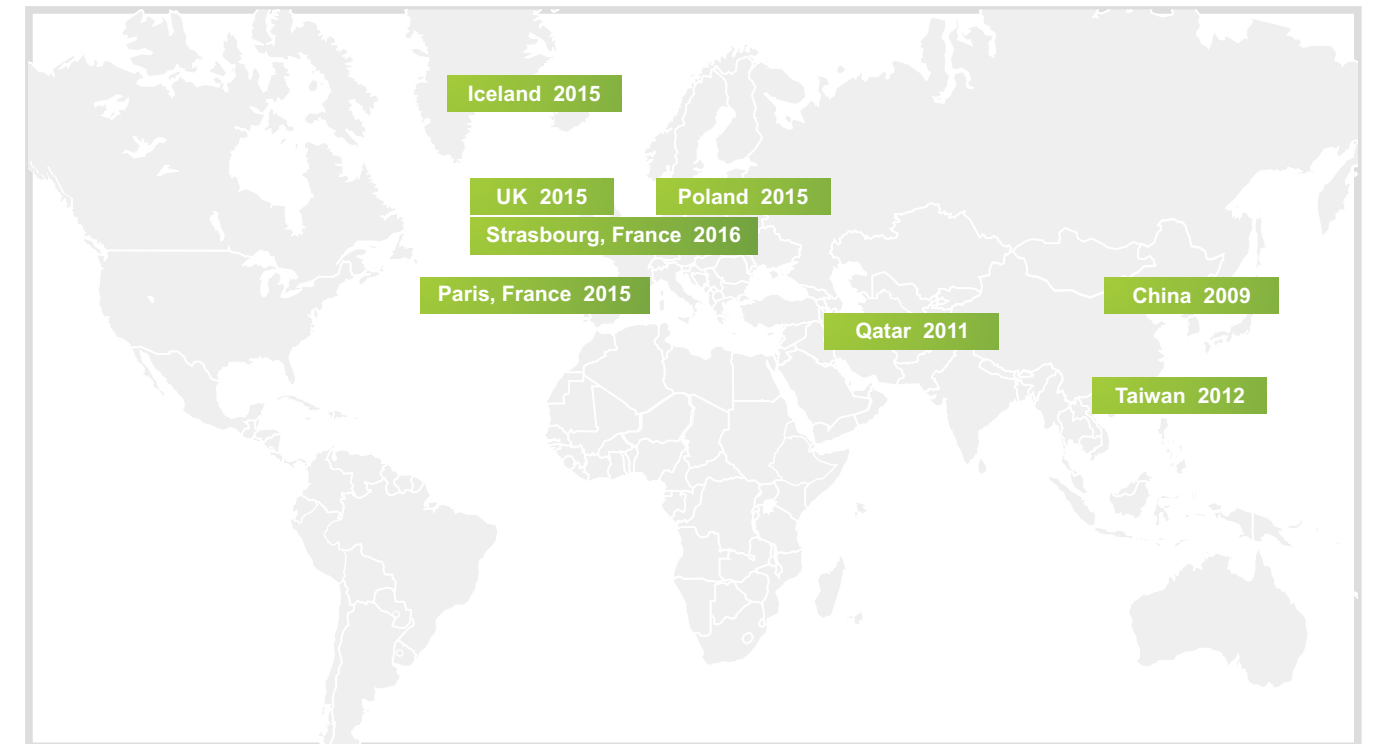 Iceland 2015
UK 2015
Poland 2015
Strasbourg, France 2016
Paris, France 2015
China 2009
Qatar 2011
Taiwan 2012